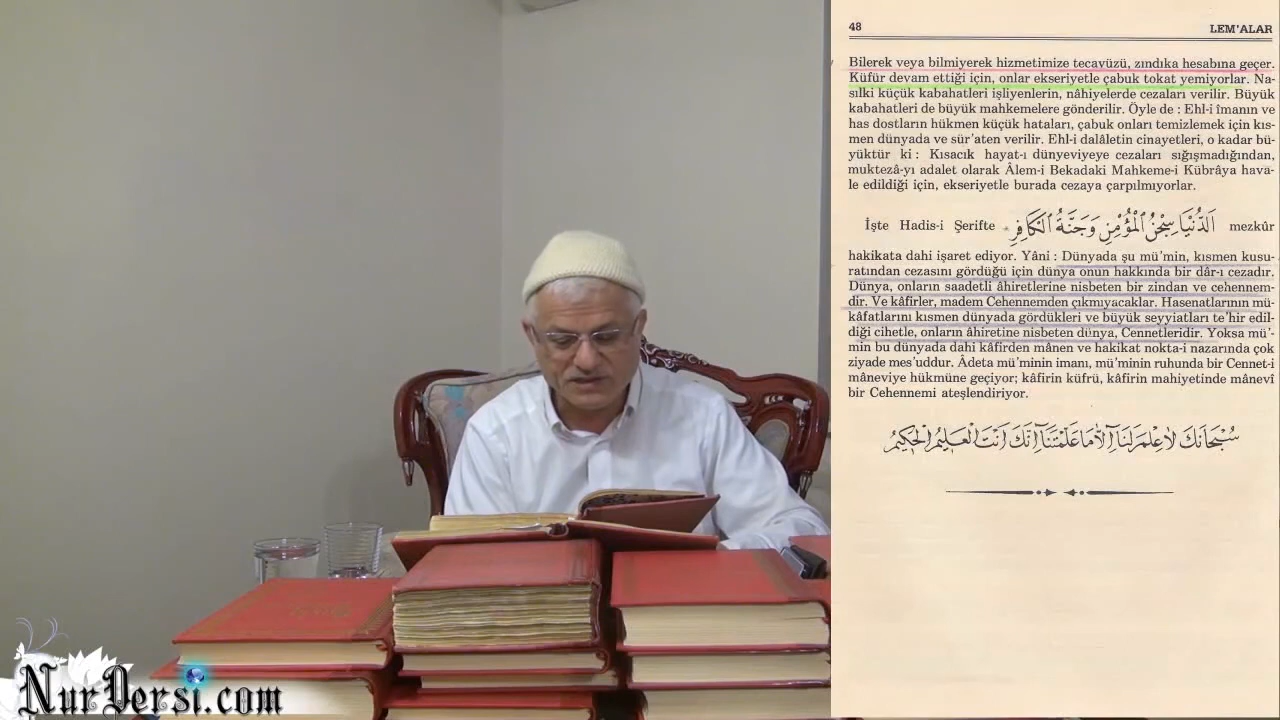 48
LEM'ALAR
Bilerek veya bilmiyerek hizmetimize tecavüzü, zındıka hesabına geçer.
Küfür devam ettiği için, onlar ekseriyetle çabuk tokat yemiyorlar. Na-
sılki küçük kabahatleri işliyenlerin, nâhiyelerde cezaları verilir. Büyük
kabahatleri de büyük mahkemelere gönderilir. Öyle de : Ehl-i îmanın ve
has dostların hükmen küçük hataları, çabuk onları temizlemek için kıs-
men dünyada ve sür'aten verilir. Ehl-i dalâletin cinayetleri, o kadar bü-
yüktür ki : Kısacık hayat-ı dünyeviyeye cezaları sığışmadığından,
muktezâ-yı adalet olarak Âlem-i Bekadaki Mahkeme-i Kübrâya hava-
le edildiği için, ekseriyetle burada cezaya çarpılmıyorlar.
İşte Hadis-i Şerifte اَلدُّنْيَا سِجْنُ الْمُؤْمِنِ وَجَنَّةُ الْكَافِرِ mezkûr
hakikata dahi işaret ediyor. Yâni : Dünyada şu mü'min, kısmen kusu-
ratından cezasını gördüğü için dünya onun hakkında bir dâr-ı cezadır.
Dünya, onların saadetli âhiretlerine nisbeten bir zindan ve cehennem-
dir. Ve kâfirler, madem Cehennemden çıkmıyacaklar. Hasenatlarının mü-
kâfatlarını kısmen dünyada gördükleri ve büyük seyyiatları te'hir edil-
diği cihetle, onların âhiretine nisbeten dünya, Cennetleridir. Yoksa mü'-
min bu dünyada dahi kâfirden mânen ve hakikat nokta-i nazarında çok
ziyade mes'uddur. Âdeta mü'minin imanı, mü'minin ruhunda bir Cennet-i
mâneviye hükmüne geçiyor; kâfirin küfrü, kâfirin mahiyetinde mânevî
bir Cehennemi ateşlendiriyor.
سُبْحَانَكَ لَا عِلْمَ لَنَا اِلَّا مَا عَلَّمْتَنَا اِنَّكَ اَنْتَ الْعَلِيمُ الْحَكِيمُ
NurDersi.com